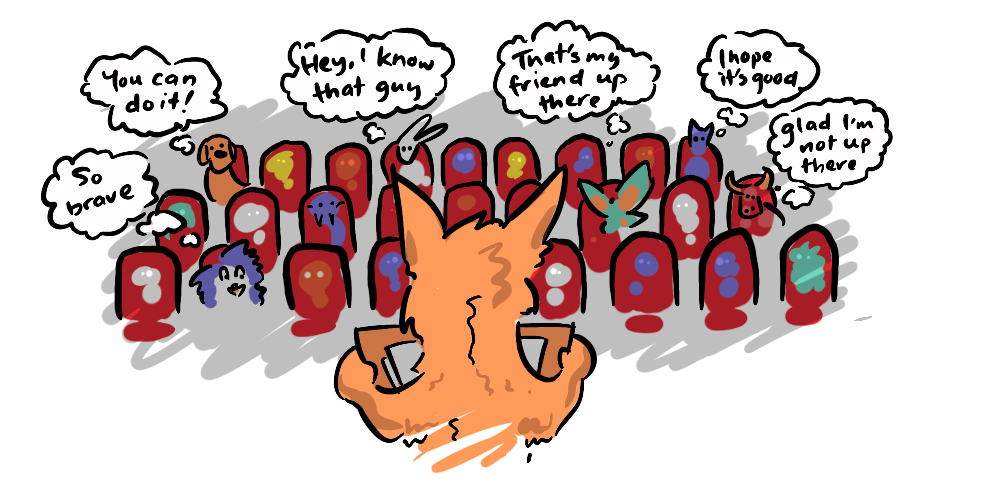 You can
do it!
Hey, I know
that guy
That's my
friend up
there
I hope
it's good
glad I'm
not up
there
So
brave